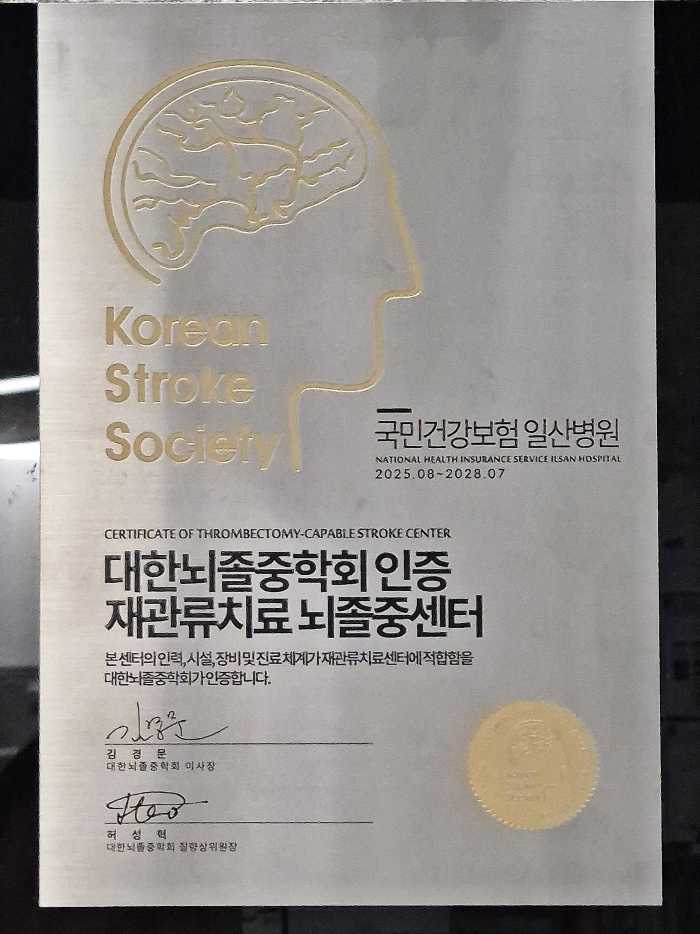 Korean
Stroke
Society
국민건강보험 일산병원
NATIONAL HEALTH INSURANCE SERVICE ILSAN HOSPITAL
2025.08~2028.07
CERTIFICATE OF THROMBECTOMY-CAPABLE STROKE CENTER
대한뇌졸중학회 인증
재관류치료 뇌졸중센터
본 센터의 인력, 시설, 장비 및 진료 체계가 재관류치료센터에 적합함을
대한뇌졸중학회가 인증합니다.
김 경 문
대한뇌졸중학회 이사장
허 성 혁
대한뇌졸중학회 질향상위원장